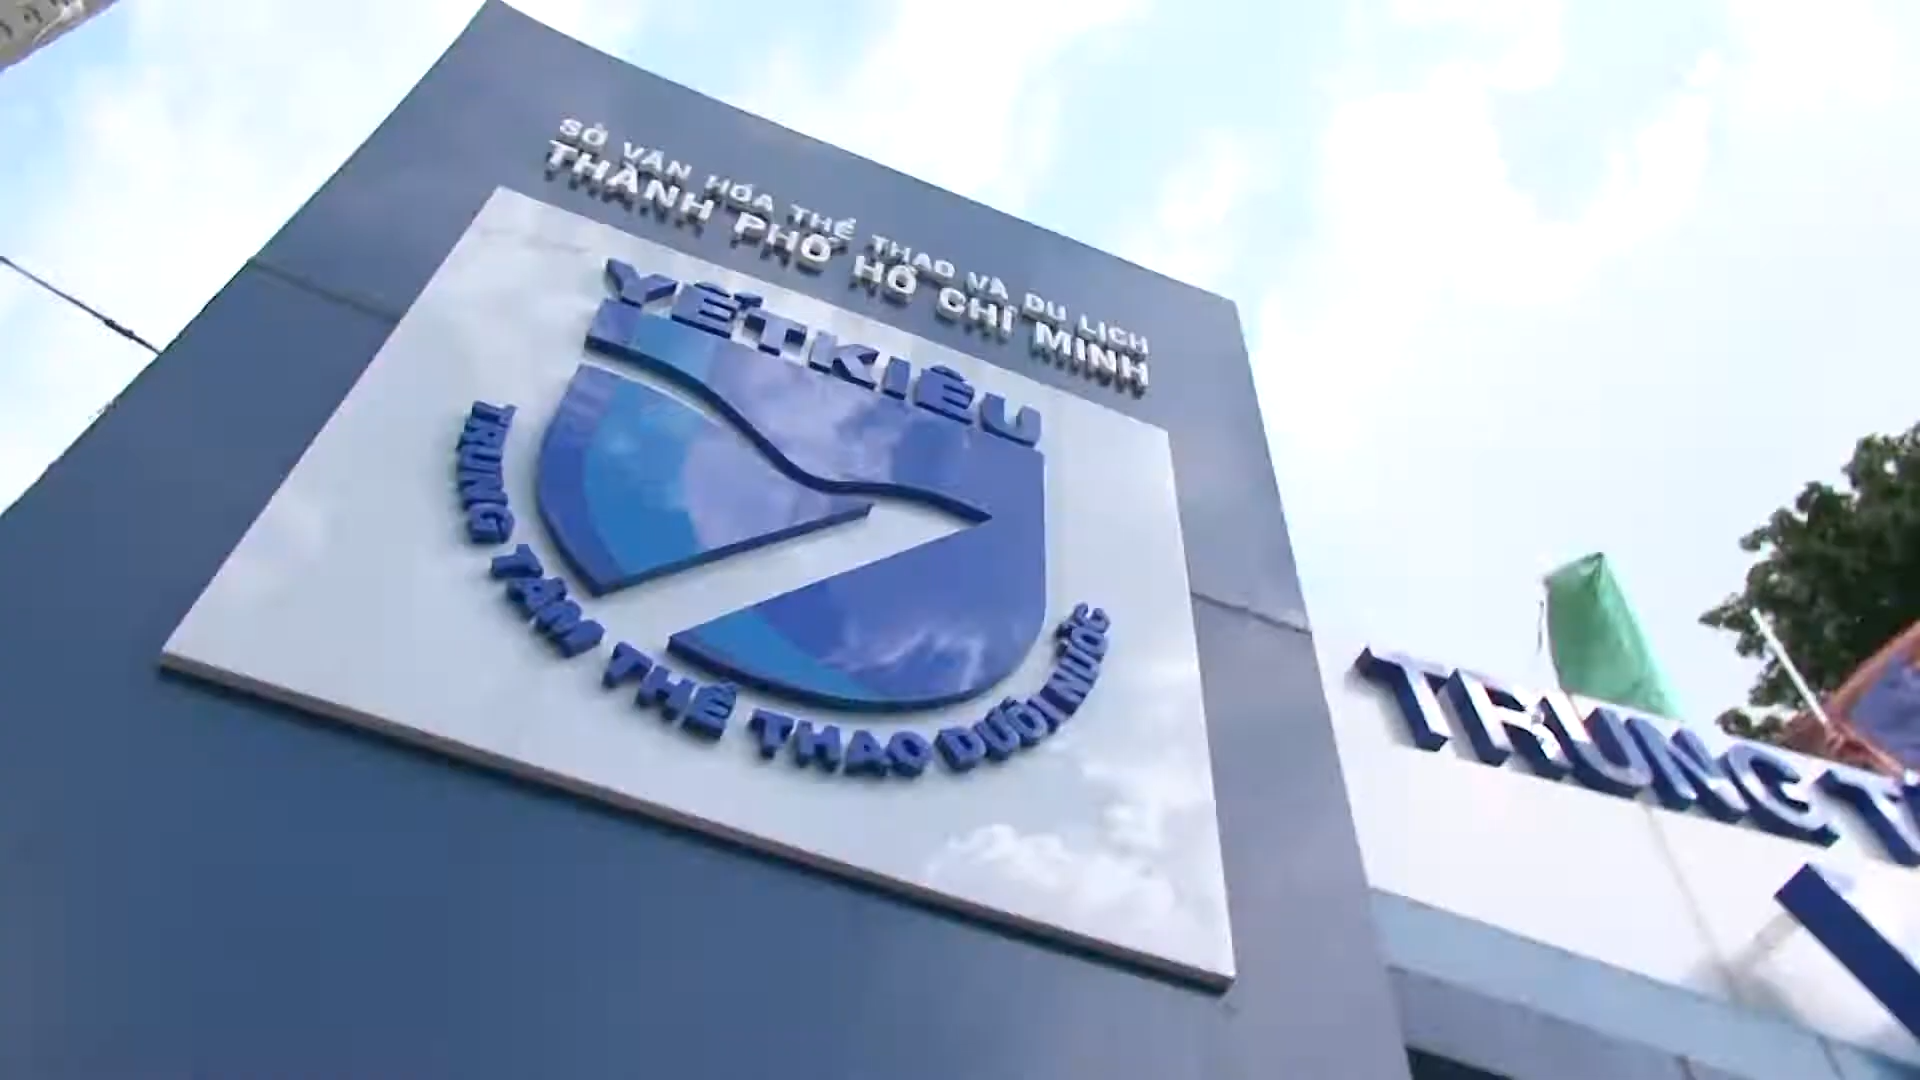 SỞ VĂN HÓA THỂ THAO VÀ DU LỊCH
THÀNH PHỐ HỒ CHÍ MINH
YẾT KIÊU
TRUNG TÂM THỂ THAO DƯỚI NƯỚC
TRUNG T